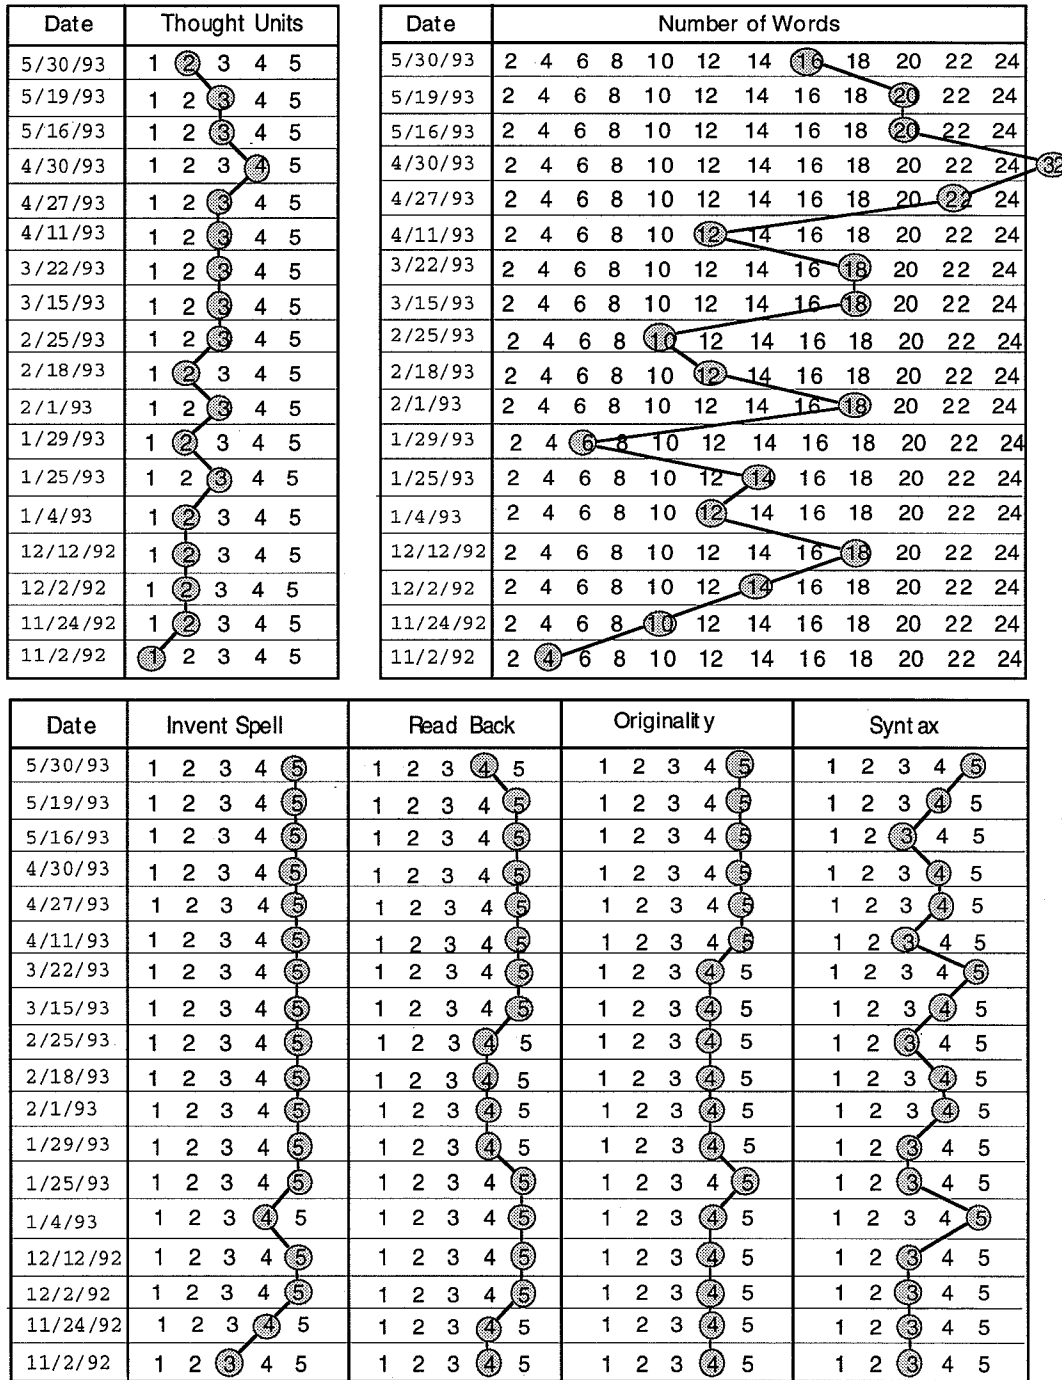 Date Thought Units
5/30/93 1 2 3 4 5
5/19/93 1 2 3 4 5
5/16/93 1 2 3 4 5
4/30/93 1 2 3 4 5
4/27/93 1 2 3 4 5
4/11/93 1 2 3 4 5
3/22/93 1 2 3 4 5
3/15/93 1 2 3 4 5
2/25/93 1 2 3 4 5
2/18/93 1 2 3 4 5
2/1/93 1 2 3 4 5
1/29/93 1 2 3 4 5
1/25/93 1 2 3 4 5
1/4/93 1 2 3 4 5
12/12/92 1 2 3 4 5
12/2/92 1 2 3 4 5
11/24/92 1 2 3 4 5
11/2/92 1 2 3 4 5
Date Number of Words
5/30/93 2 4 6 8 10 12 14 16 18 20 22 24
5/19/93 2 4 6 8 10 12 14 16 18 20 22 24
5/16/93 2 4 6 8 10 12 14 16 18 20 22 24
4/30/93 2 4 6 8 10 12 14 16 18 20 22 24 32
4/27/93 2 4 6 8 10 12 14 16 18 20 22 24
4/11/93 2 4 6 8 10 12 14 16 18 20 22 24
3/22/93 2 4 6 8 10 12 14 16 18 20 22 24
3/15/93 2 4 6 8 10 12 14 16 18 20 22 24
2/25/93 2 4 6 8 10 12 14 16 18 20 22 24
2/18/93 2 4 6 8 10 12 14 16 18 20 22 24
2/1/93 2 4 6 8 10 12 14 16 18 20 22 24
1/29/93 2 4 6 8 10 12 14 16 18 20 22 24
1/25/93 2 4 6 8 10 12 14 16 18 20 22 24
1/4/93 2 4 6 8 10 12 14 16 18 20 22 24
12/12/92 2 4 6 8 10 12 14 16 18 20 22 24
12/2/92 2 4 6 8 10 12 14 16 18 20 22 24
11/24/92 2 4 6 8 10 12 14 16 18 20 22 24
11/2/92 2 4 6 8 10 12 14 16 18 20 22 24
Date Invent Spell Read Back Originality Syntax
5/30/93 1 2 3 4 5 1 2 3 4 5 1 2 3 4 5 1 2 3 4 5
5/19/93 1 2 3 4 5 1 2 3 4 5 1 2 3 4 5 1 2 3 4 5
5/16/93 1 2 3 4 5 1 2 3 4 5 1 2 3 4 5 1 2 3 4 5
4/30/93 1 2 3 4 5 1 2 3 4 5 1 2 3 4 5 1 2 3 4 5
4/27/93 1 2 3 4 5 1 2 3 4 5 1 2 3 4 5 1 2 3 4 5
4/11/93 1 2 3 4 5 1 2 3 4 5 1 2 3 4 5 1 2 3 4 5
3/22/93 1 2 3 4 5 1 2 3 4 5 1 2 3 4 5 1 2 3 4 5
3/15/93 1 2 3 4 5 1 2 3 4 5 1 2 3 4 5 1 2 3 4 5
2/25/93 1 2 3 4 5 1 2 3 4 5 1 2 3 4 5 1 2 3 4 5
2/18/93 1 2 3 4 5 1 2 3 4 5 1 2 3 4 5 1 2 3 4 5
2/1/93 1 2 3 4 5 1 2 3 4 5 1 2 3 4 5 1 2 3 4 5
1/29/93 1 2 3 4 5 1 2 3 4 5 1 2 3 4 5 1 2 3 4 5
1/25/93 1 2 3 4 5 1 2 3 4 5 1 2 3 4 5 1 2 3 4 5
1/4/93 1 2 3 4 5 1 2 3 4 5 1 2 3 4 5 1 2 3 4 5
12/12/92 1 2 3 4 5 1 2 3 4 5 1 2 3 4 5 1 2 3 4 5
12/2/92 1 2 3 4 5 1 2 3 4 5 1 2 3 4 5 1 2 3 4 5
11/24/92 1 2 3 4 5 1 2 3 4 5 1 2 3 4 5 1 2 3 4 5
11/2/92 1 2 3 4 5 1 2 3 4 5 1 2 3 4 5 1 2 3 4 5